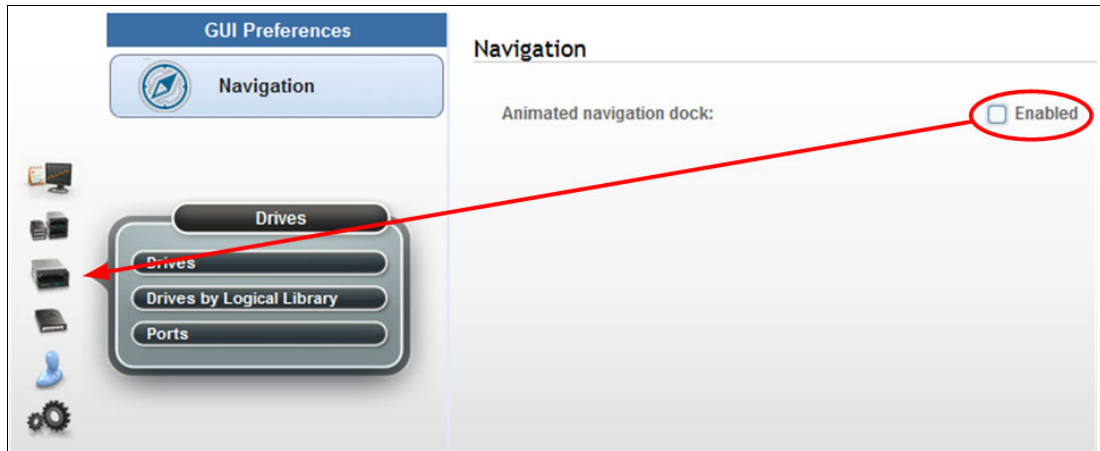 GUI Preferences
Navigation
Navigation
Animated navigation dock:
Enabled
Drives
Drives
Drives by Logical Library
Ports